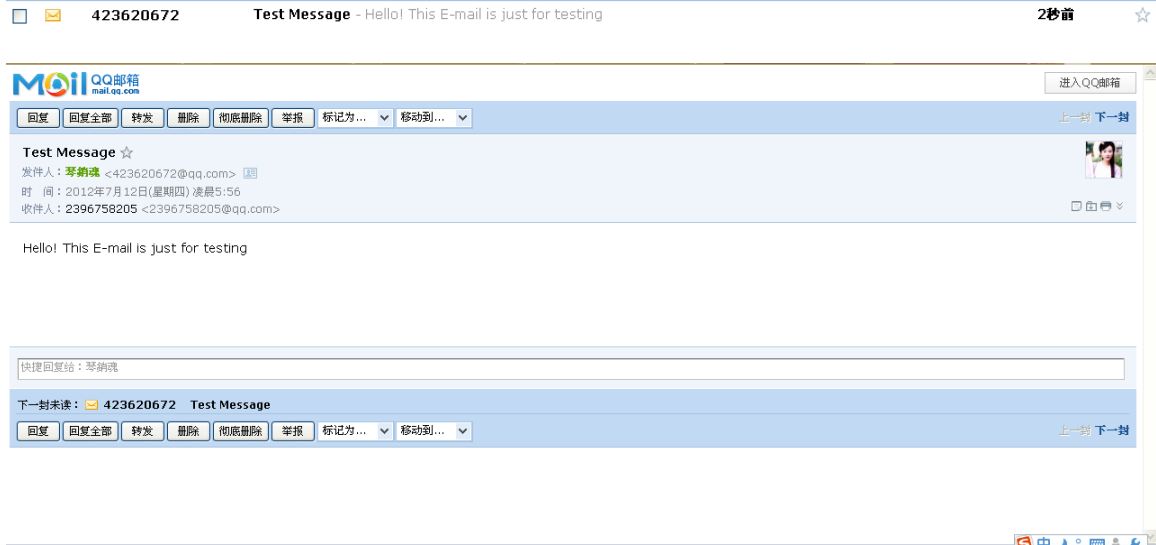 423620672 Test Message - Hello! This E-mail is just for testing 2秒前
Mail QQ邮箱 mail.qq.com 进入QQ邮箱
回复 回复全部 转发 删除 彻底删除 举报 标记为... 移动到... 上一封 下一封
Test Message
发件人：琴銷魂 <423620672@qq.com>
时 间：2012年7月12日(星期四) 凌晨5:56
收件人：2396758205 <2396758205@qq.com>
Hello! This E-mail is just for testing
快捷回复给：琴銷魂
下一封未读： 423620672 Test Message
回复 回复全部 转发 删除 彻底删除 举报 标记为... 移动到... 上一封 下一封
中